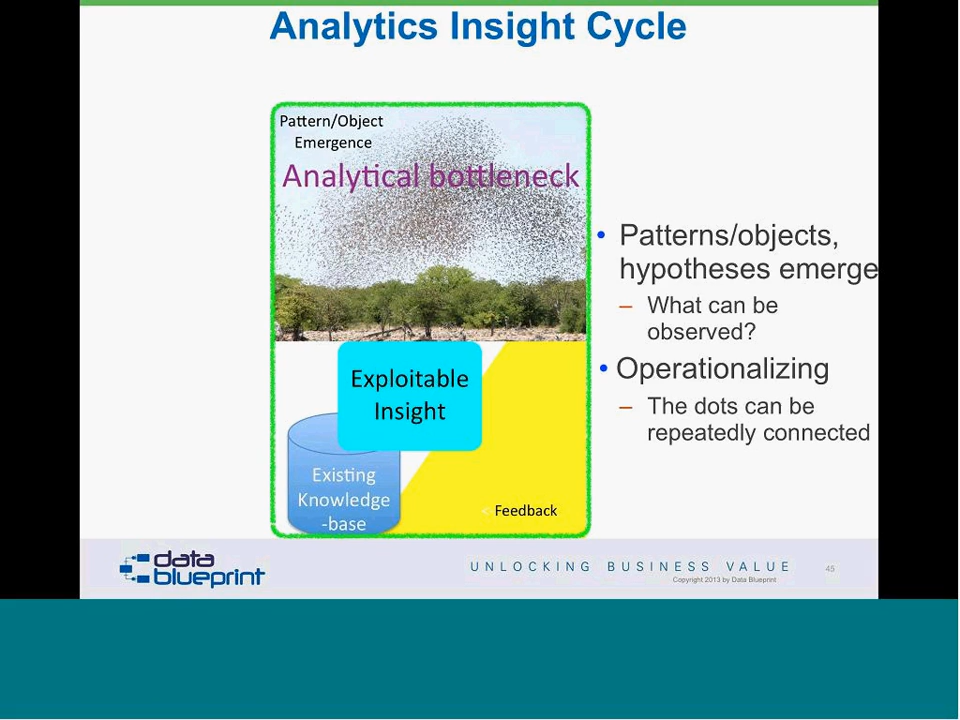 Analytics Insight Cycle
Pattern/Object
Emergence
Analytical bottleneck
• Patterns/objects,
hypotheses emerge
– What can be
observed?
• Operationalizing
– The dots can be
repeatedly connected
Exploitable
Insight
Existing
Knowledge
-base
< Feedback
data
blueprint
UNLOCKING BUSINESS VALUE
45
Copyright 2013 by Data Blueprint